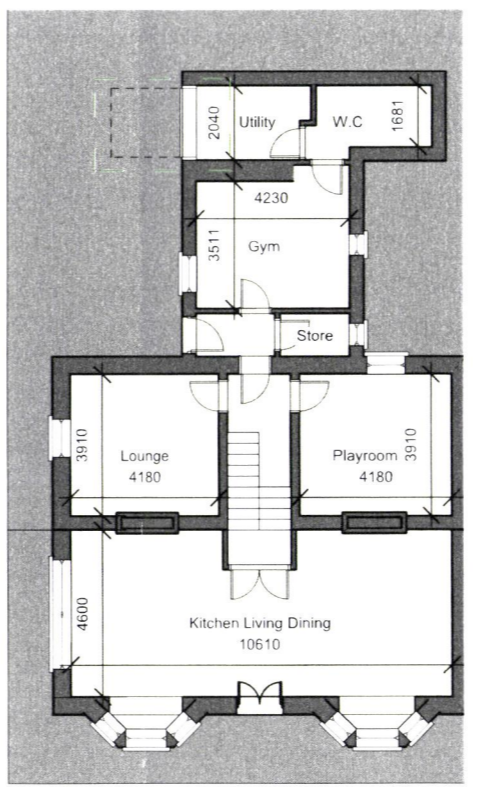 2040
Utility
W.C
1681
4230
3511
Gym
Store
3910
Lounge
4180
Playroom
4180
3910
4600
Kitchen Living Dining
10610